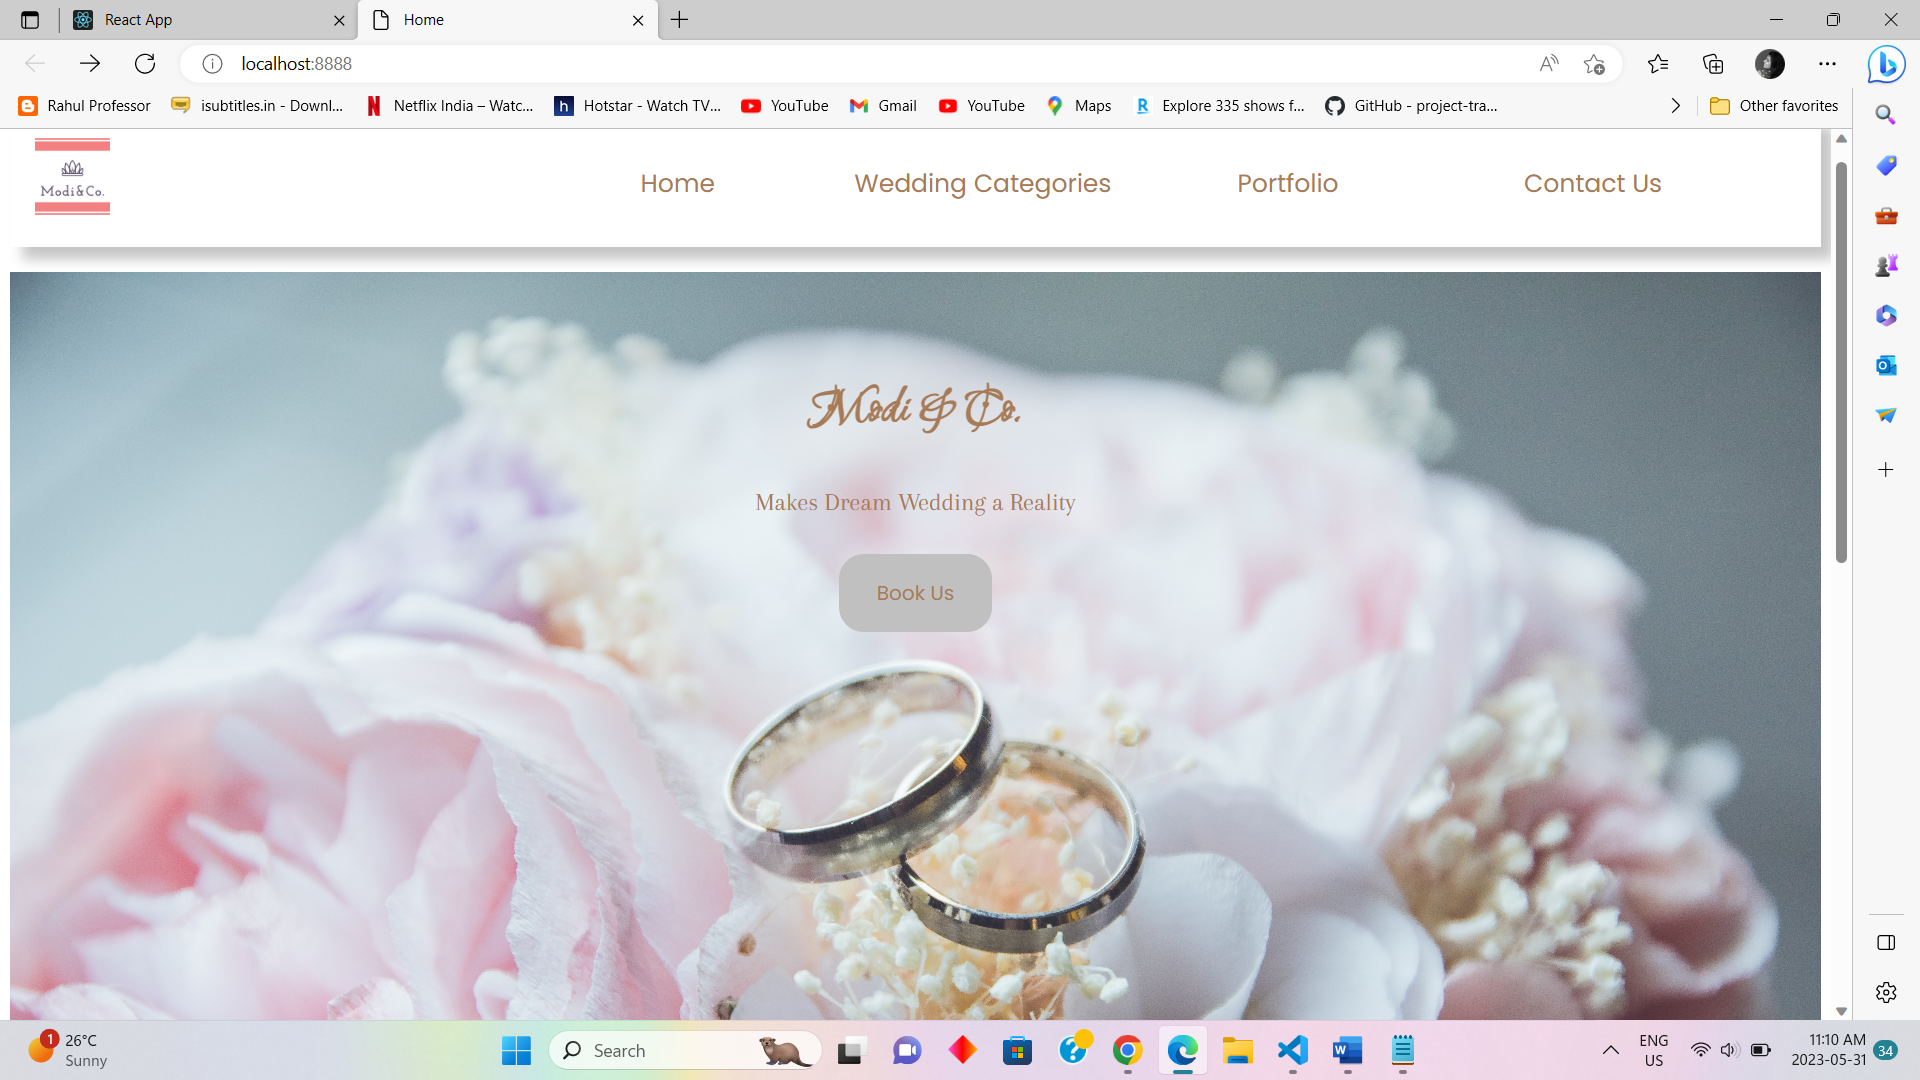 React App
Home
localhost:8888
Rahul Professor
isubtitles.in - Downl...
Netflix India – Watc...
Hotstar - Watch TV...
YouTube
Gmail
YouTube
Maps
Explore 335 shows f...
GitHub - project-tra...
Other favorites
Modi&Co.
Home
Wedding Categories
Portfolio
Contact Us
Modi & Co.
Makes Dream Wedding a Reality
Book Us
1
26°C
Sunny
Search
ENG
US
11:10 AM
2023-05-31
34